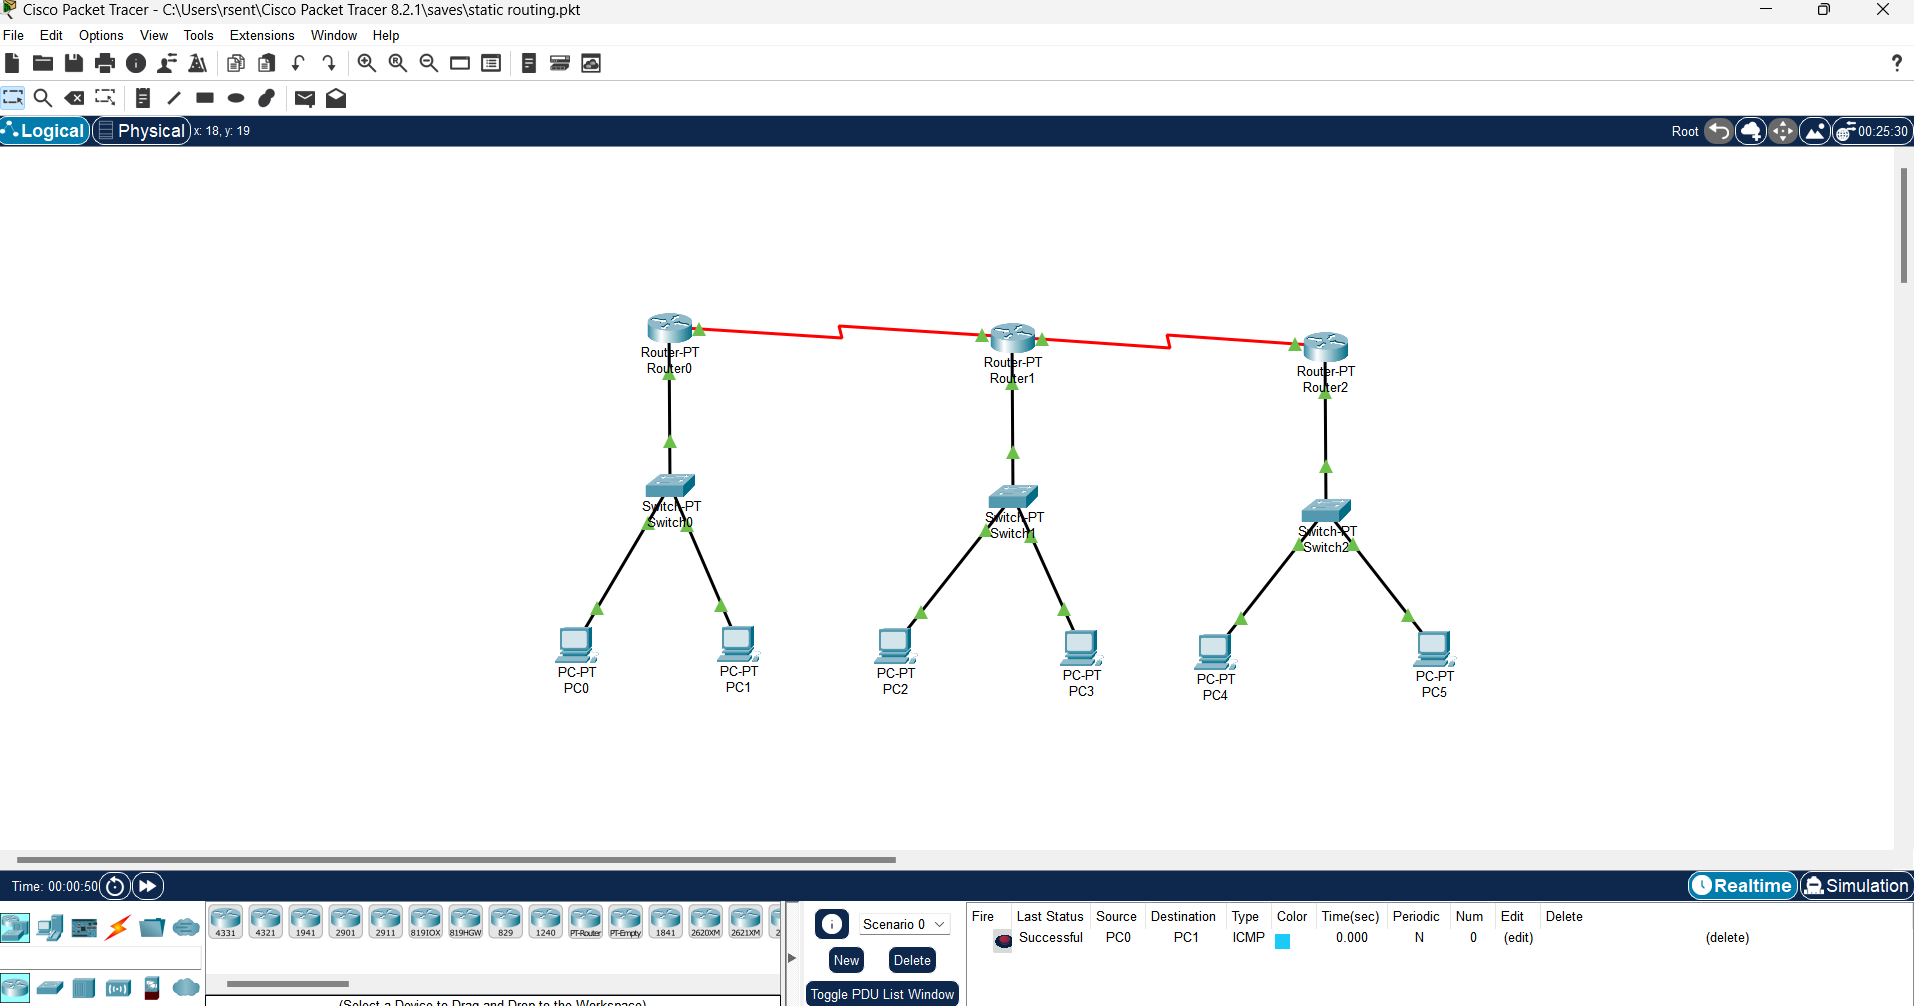 Cisco Packet Tracer - C:\Users\rsent\Cisco Packet Tracer 8.2.1\saves\static routing.pkt
File Edit Options View Tools Extensions Window Help
?
Logical Physical x: 18, y: 19 Root 00:25:30
Router-PT
Router0
Router-PT
Router1
Router-PT
Router2
Switch-PT
Switch0
Switch-PT
Switch1
Switch-PT
Switch2
PC-PT
PC0
PC-PT
PC1
PC-PT
PC2
PC-PT
PC3
PC-PT
PC4
PC-PT
PC5
Time: 00:00:50 Realtime Simulation
4331 4321 1941 2901 2911 819IOX 819HGW 829 1240 PT-Router PT-Empty 1841 2620XM 2621XM 2
(Select a Device to Drag and Drop to the Workspace)
Scenario 0
New Delete
Toggle PDU List Window
Fire Last Status Source Destination Type Color Time(sec) Periodic Num Edit Delete
Successful PC0 PC1 ICMP 0.000 N 0 (edit) (delete)